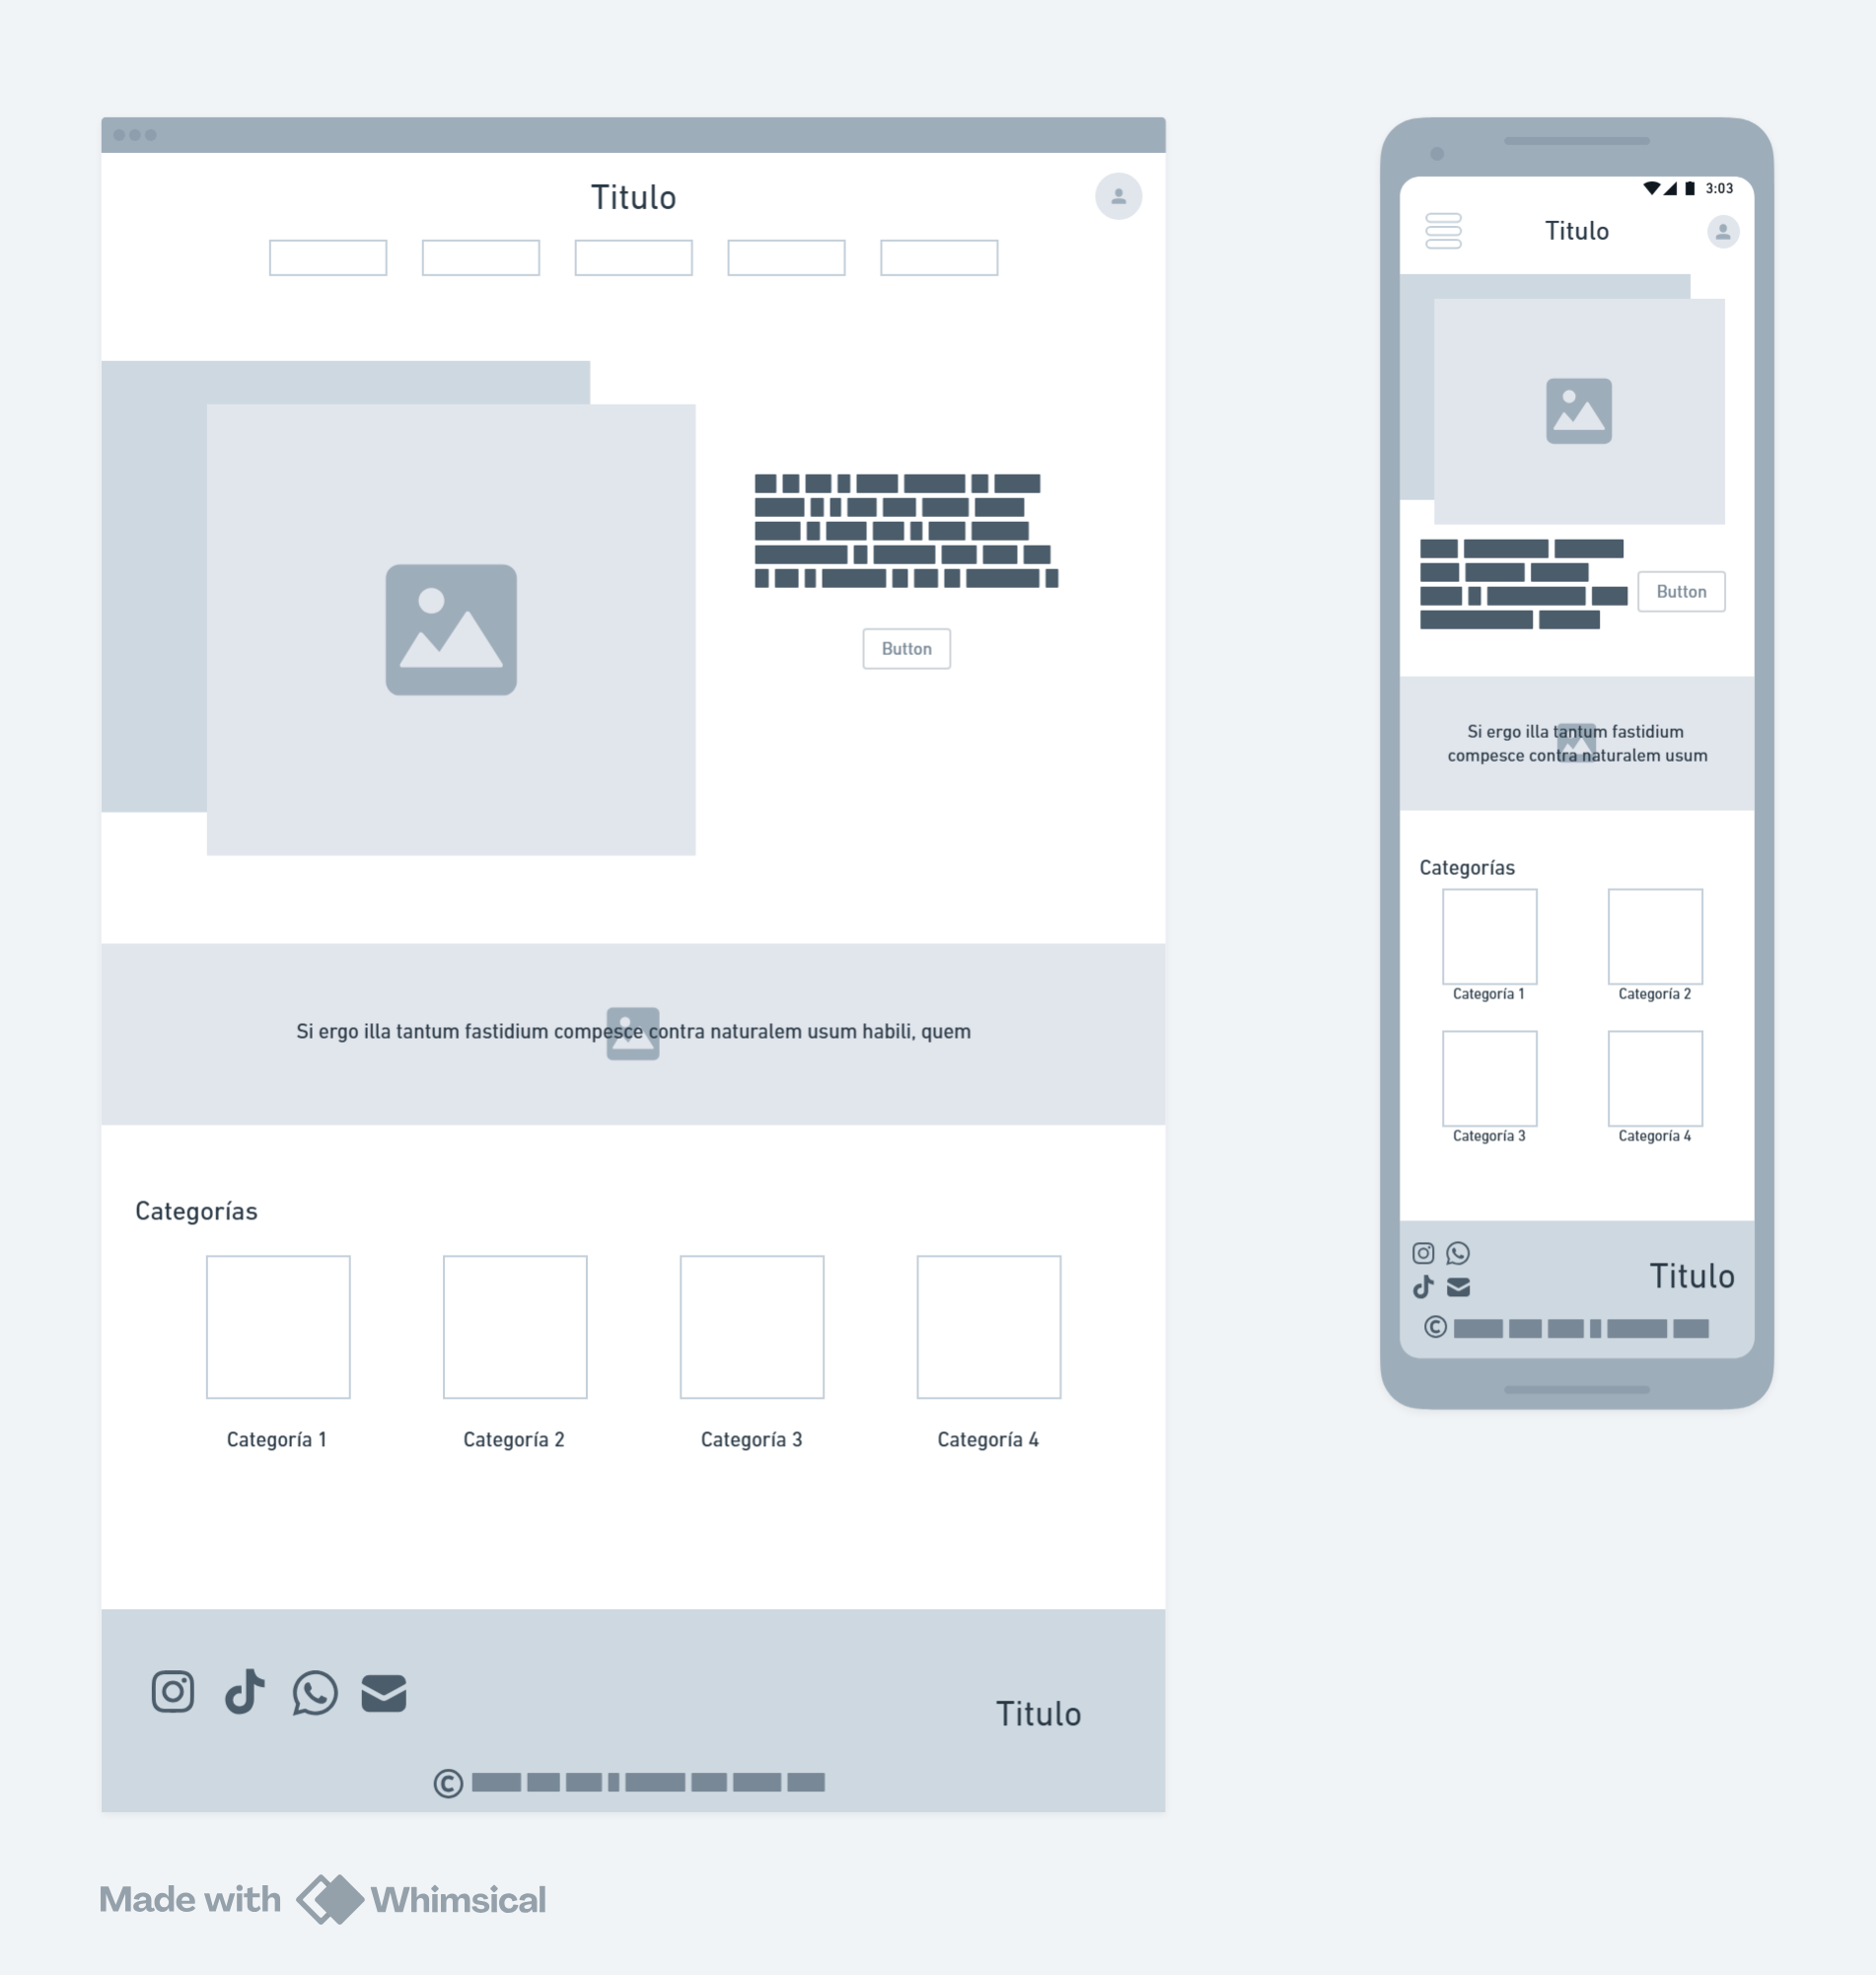 Titulo
Button
Si ergo illa tantum fastidium compesce contra naturalem usum habili, quem
Categorías
Categoría 1
Categoría 2
Categoría 3
Categoría 4
Titulo
©
3:03
Titulo
Button
Si ergo illa tantum fastidium
compesce contra naturalem usum
Categorías
Categoría 1
Categoría 2
Categoría 3
Categoría 4
Titulo
©
Made with Whimsical